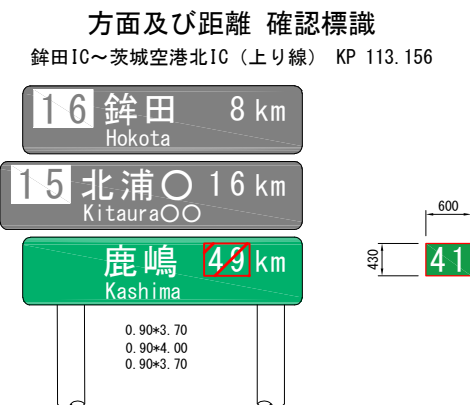 方面及び距離 確認標識
鉾田IC～茨城空港北IC（上り線） KP 113.156
16 鉾田 8 km
Hokota
15 北浦〇 16 km
Kitaura〇〇
鹿嶋 49 km
Kashima
600
430
41
0.90*3.70
0.90*4.00
0.90*3.70